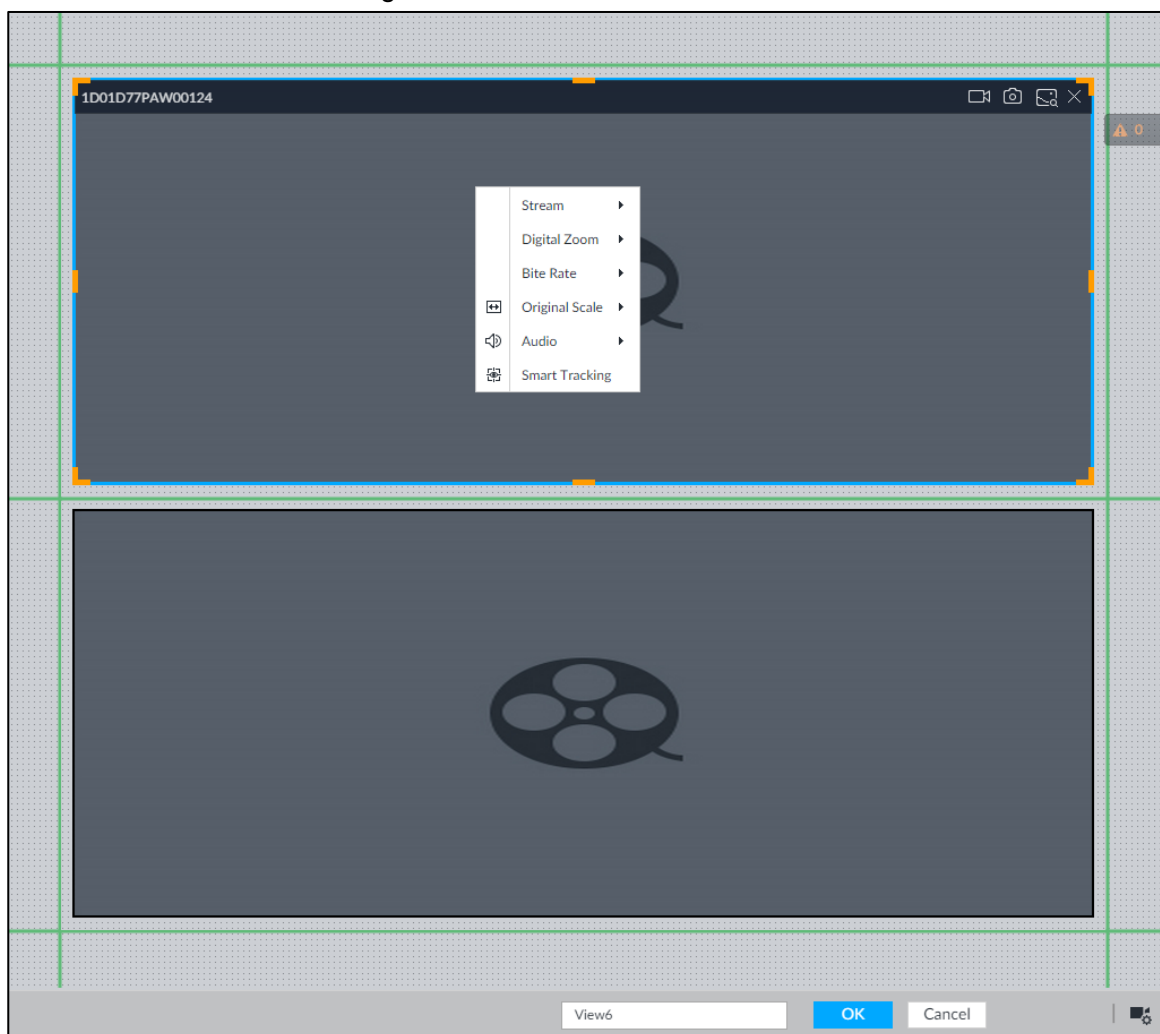 1D01D77PAW00124
0
Stream
Digital Zoom
Bite Rate
Original Scale
Audio
Smart Tracking
View6
OK
Cancel